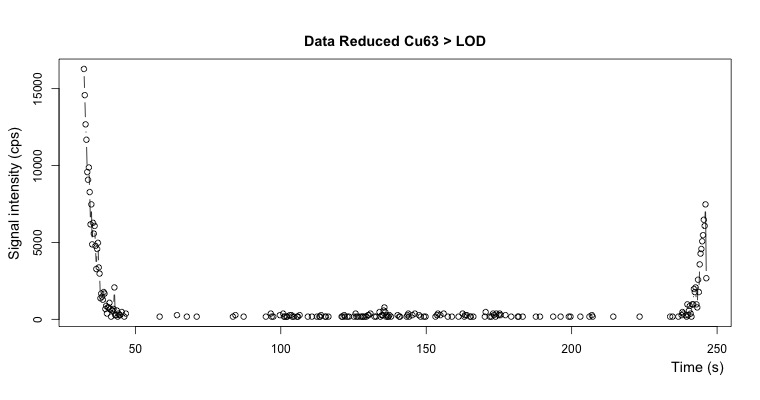 Data Reduced Cu63 > LOD
Signal intensity (cps)
15000
10000
5000
0
50 100 150 200 250
Time (s)